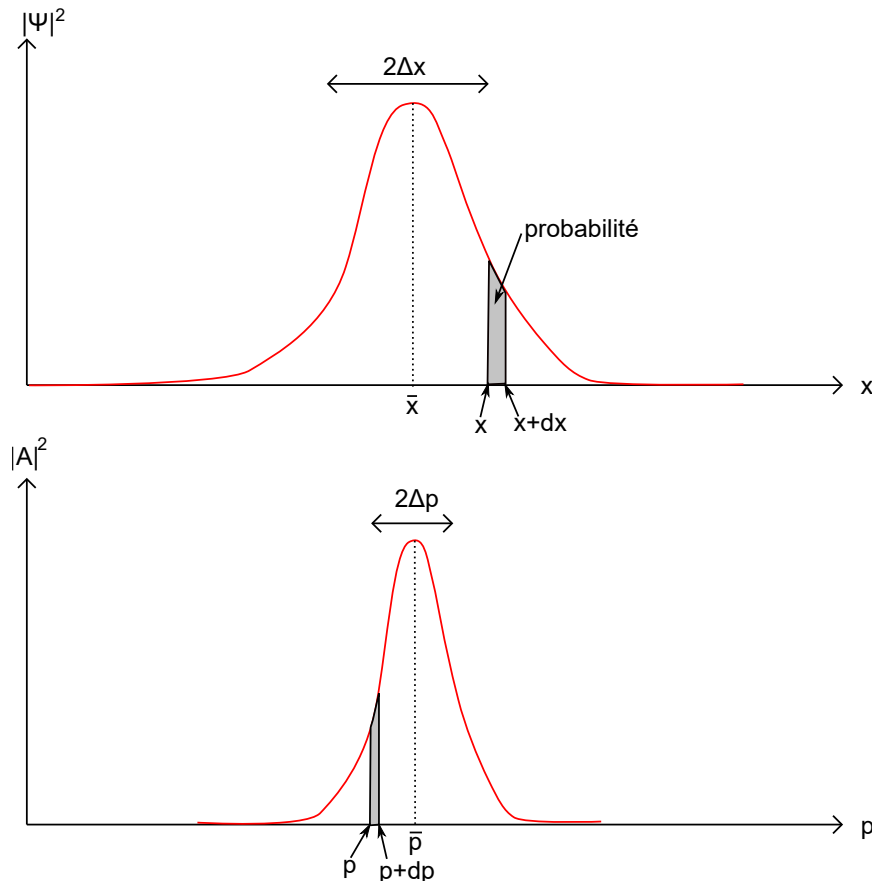 |Ψ|²
2Δx
probabilité
x̄
x
x
x+dx
|A|²
2Δp
p̄
p
p
p+dp